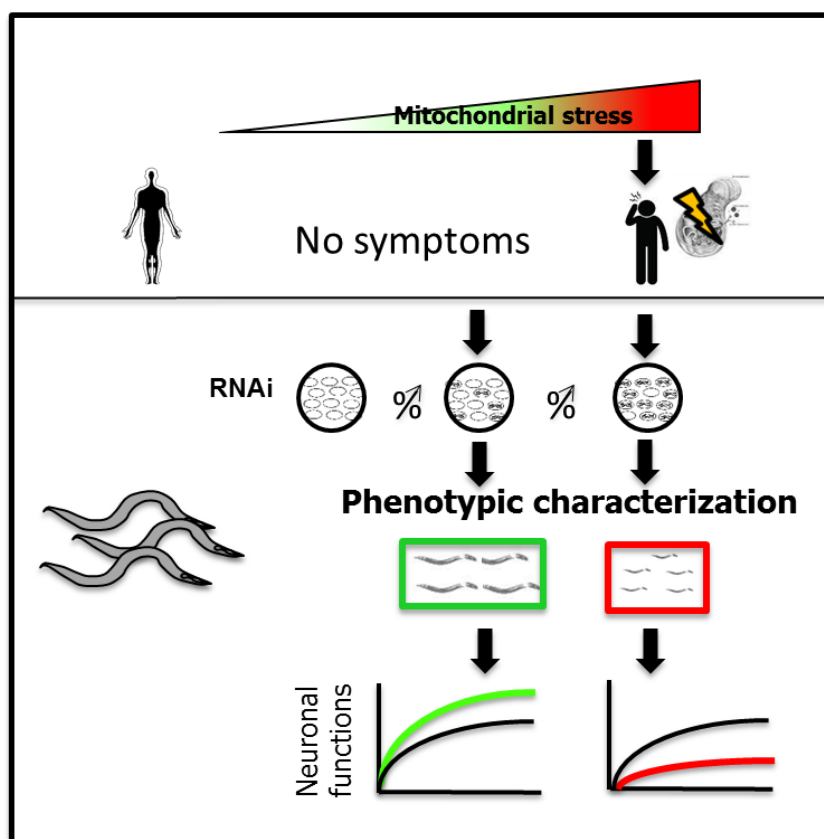 Mitochondrial stress
No symptoms
RNAi
%
%
Phenotypic characterization
Neuronal
functions